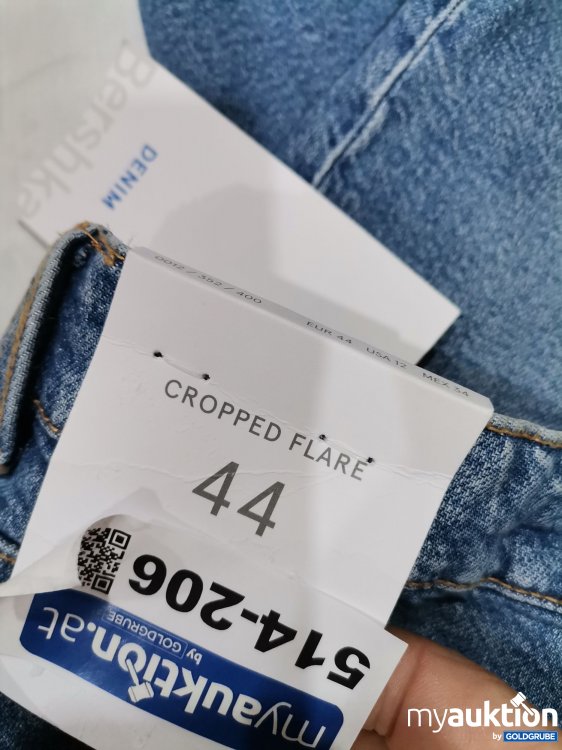 Bershka
DENIM
0012/352/400 EUR 44 USA 12 MEX 34
CROPPED FLARE
44
514-206
myauktion.at
by GOLDGRUBE
myauktion
by GOLDGRUBE